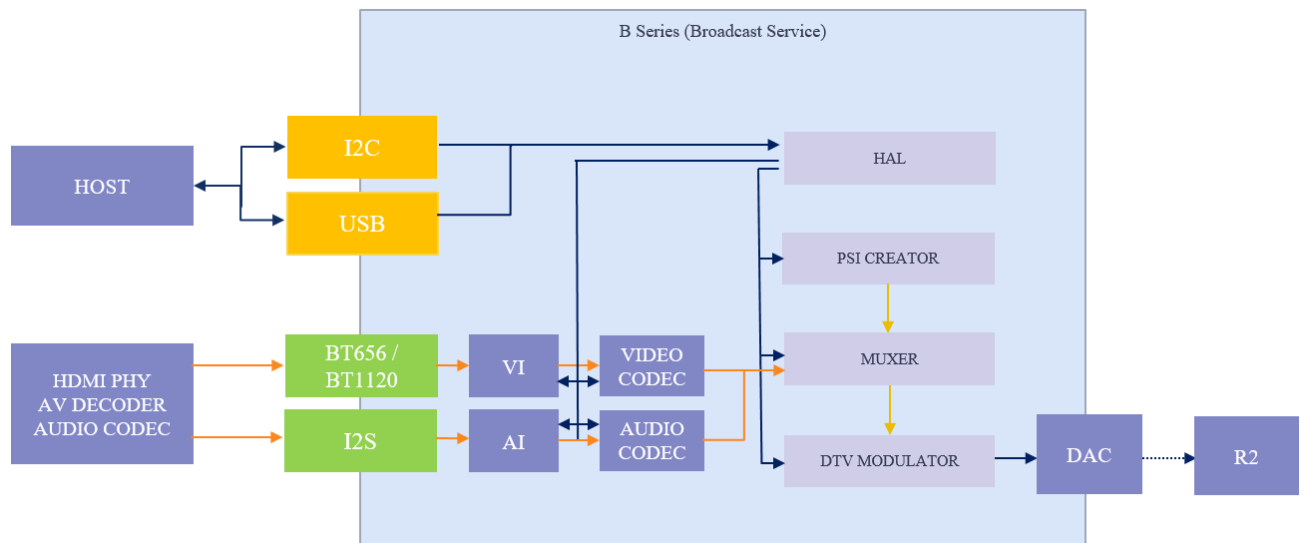 B Series (Broadcast Service)
I2C
HOST
USB
HAL
PSI CREATOR
HDMI PHY
AV DECODER
AUDIO CODEC
BT656 /
BT1120
VI
VIDEO
CODEC
MUXER
I2S
AI
AUDIO
CODEC
DTV MODULATOR
DAC
R2